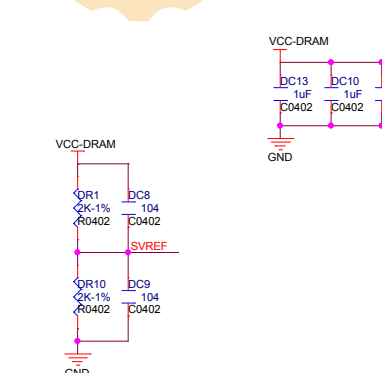 VCC-DRAM
DC13
1uF
C0402
DC10
1uF
C0402
GND
VCC-DRAM
DR1
2K-1%
R0402
DC8
104
C0402
SVREF
DR10
2K-1%
R0402
DC9
104
C0402
GND